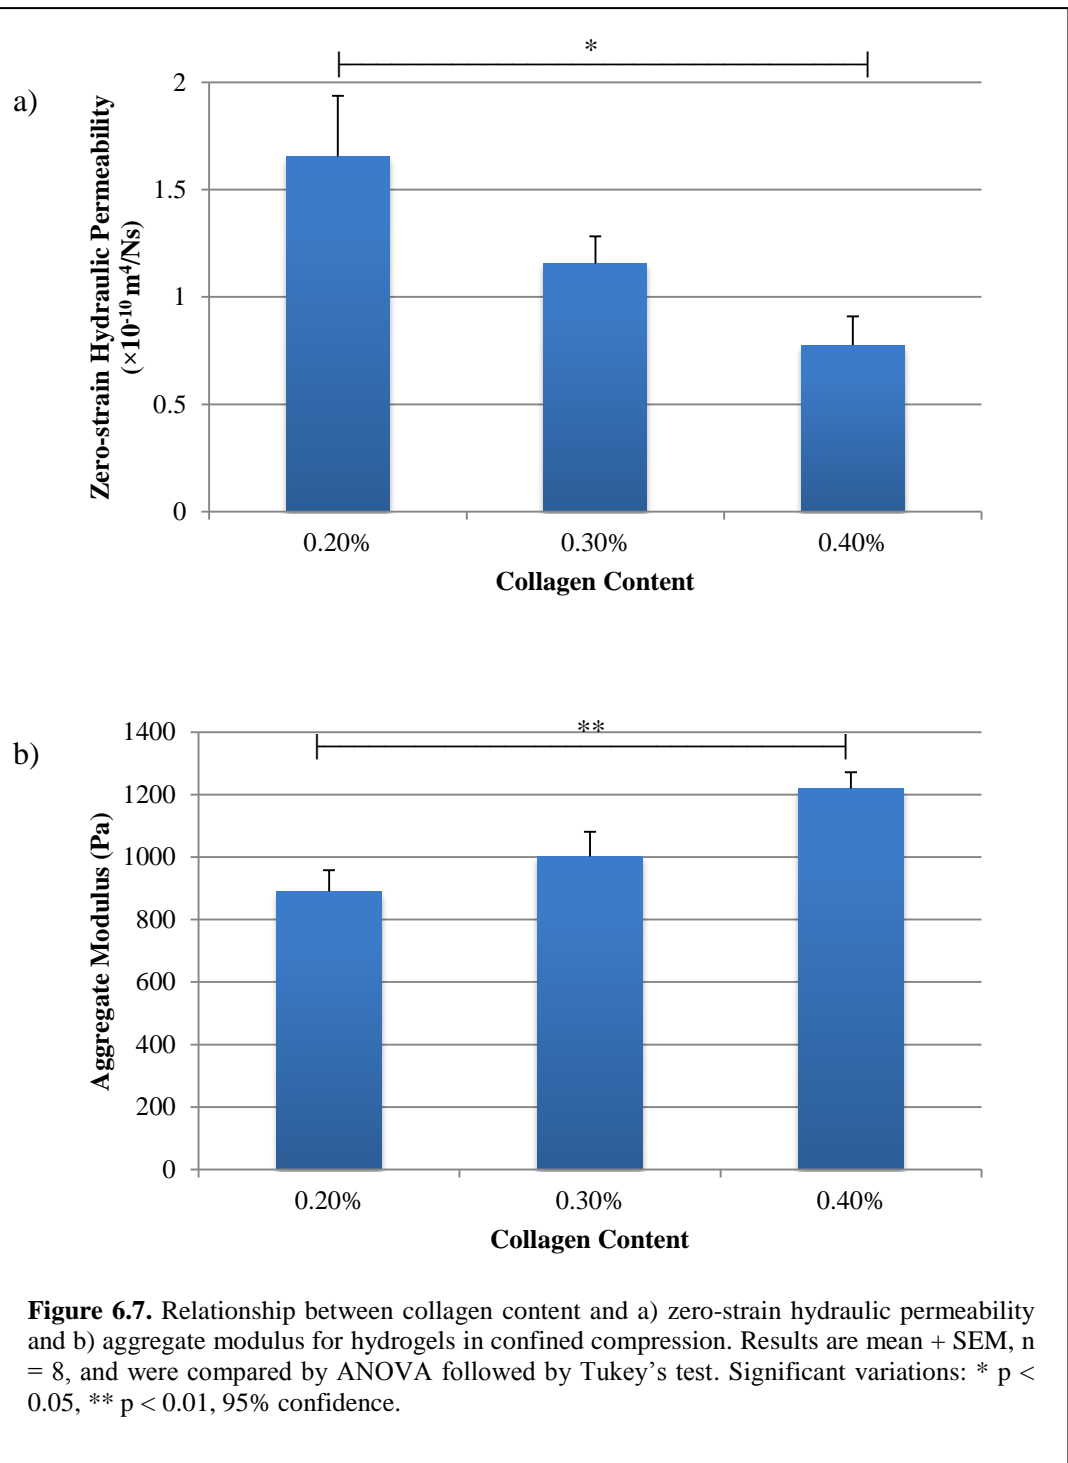 a)
*
Zero-strain Hydraulic Permeability
(×10⁻¹⁰ m⁴/Ns)
2
1.5
1
0.5
0
0.20% 0.30% 0.40%
Collagen Content
b)
**
Aggregate Modulus (Pa)
1400
1200
1000
800
600
400
200
0
0.20% 0.30% 0.40%
Collagen Content
Figure 6.7. Relationship between collagen content and a) zero-strain hydraulic permeability
and b) aggregate modulus for hydrogels in confined compression. Results are mean + SEM, n
= 8, and were compared by ANOVA followed by Tukey's test. Significant variations: * p <
0.05, ** p < 0.01, 95% confidence.